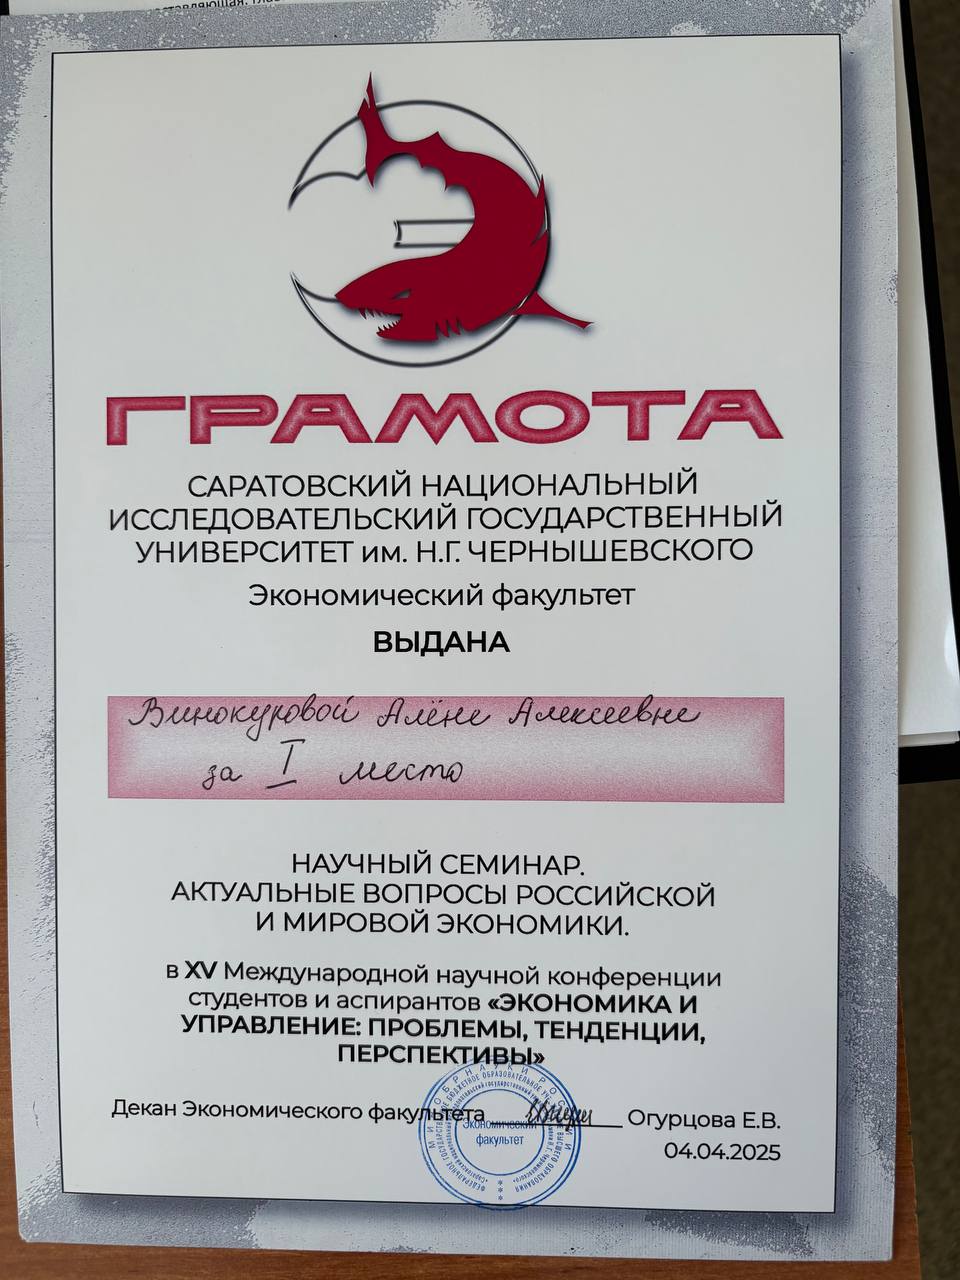 ГРАМОТА
САРАТОВСКИЙ НАЦИОНАЛЬНЫЙ
ИССЛЕДОВАТЕЛЬСКИЙ ГОСУДАРСТВЕННЫЙ
УНИВЕРСИТЕТ им. Н.Г. ЧЕРНЫШЕВСКОГО
Экономический факультет
ВЫДАНА
Винокуровой Алёне Алексеевне
за I место
НАУЧНЫЙ СЕМИНАР.
АКТУАЛЬНЫЕ ВОПРОСЫ РОССИЙСКОЙ
И МИРОВОЙ ЭКОНОМИКИ.
в XV Международной научной конференции
студентов и аспирантов «ЭКОНОМИКА И
УПРАВЛЕНИЕ: ПРОБЛЕМЫ, ТЕНДЕНЦИИ,
ПЕРСПЕКТИВЫ»
Декан Экономического факультета Огурцова Е.В.
04.04.2025
МИНОБРНАУКИ РОССИИ
Экономический
факультет